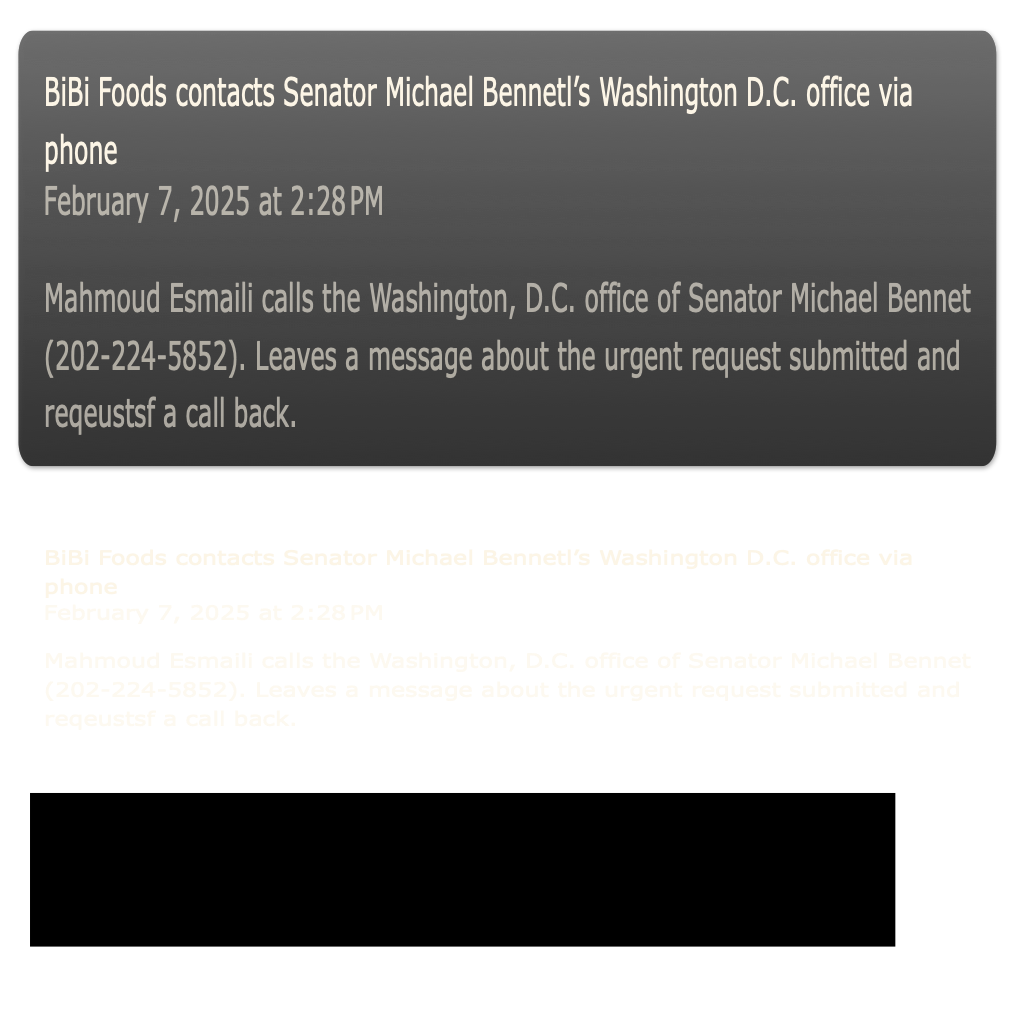 BiBi Foods contacts Senator Michael Bennetl’s Washington D.C. office via
phone
February 7, 2025 at 2:28 PM
Mahmoud Esmaili calls the Washington, D.C. office of Senator Michael Bennet
(202-224-5852). Leaves a message about the urgent request submitted and
reqeustsf a call back.
BiBi Foods contacts Senator Michael Bennetl’s Washington D.C. office via
phone
February 7, 2025 at 2:28 PM
Mahmoud Esmaili calls the Washington, D.C. office of Senator Michael Bennet
(202-224-5852). Leaves a message about the urgent request submitted and
reqeustsf a call back.